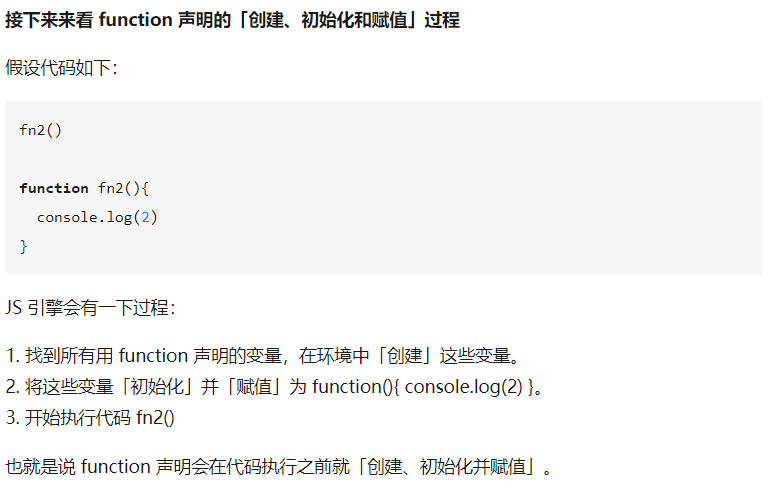 接下来来看 function 声明的「创建、初始化和赋值」过程
假设代码如下：
fn2()
function fn2(){
  console.log(2)
}
JS 引擎会有一下过程：
1. 找到所有用 function 声明的变量，在环境中「创建」这些变量。
2. 将这些变量「初始化」并「赋值」为 function(){ console.log(2) }。
3. 开始执行代码 fn2()
也就是说 function 声明会在代码执行之前就「创建、初始化并赋值」。